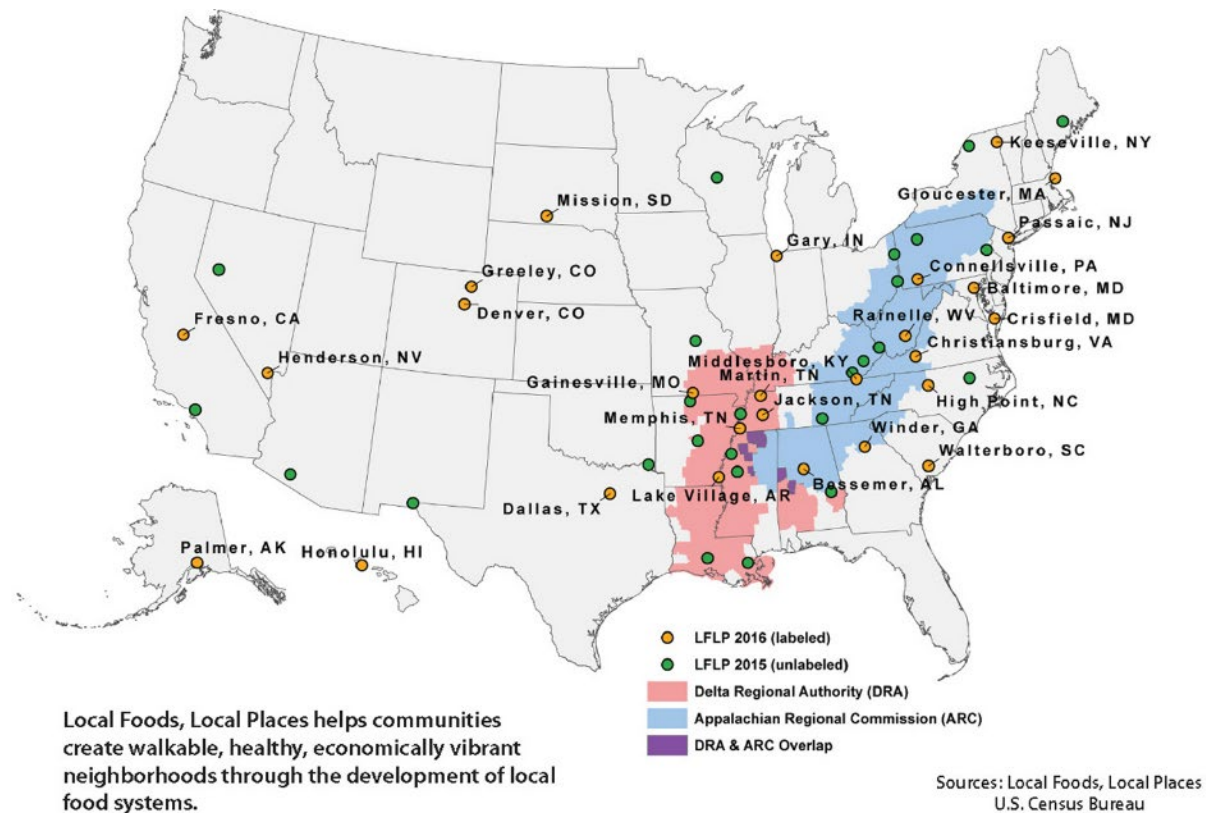 Keeseville, NY
Gloucester, MA
Mission, SD
Passaic, NJ
Gary, IN
Connellsville, PA
Greeley, CO
Baltimore, MD
Denver, CO
Rainelle, WV
Crisfield, MD
Fresno, CA
Christiansburg, VA
Henderson, NV
Middlesboro, KY
Martin, TN
Gainesville, MO
Jackson, TN
High Point, NC
Memphis, TN
Winder, GA
Walterboro, SC
Bessemer, AL
Lake Village, AR
Dallas, TX
Palmer, AK
Honolulu, HI
LFLP 2016 (labeled)
LFLP 2015 (unlabeled)
Delta Regional Authority (DRA)
Appalachian Regional Commission (ARC)
DRA & ARC Overlap
Local Foods, Local Places helps communities
create walkable, healthy, economically vibrant
neighborhoods through the development of local
food systems.
Sources: Local Foods, Local Places
U.S. Census Bureau